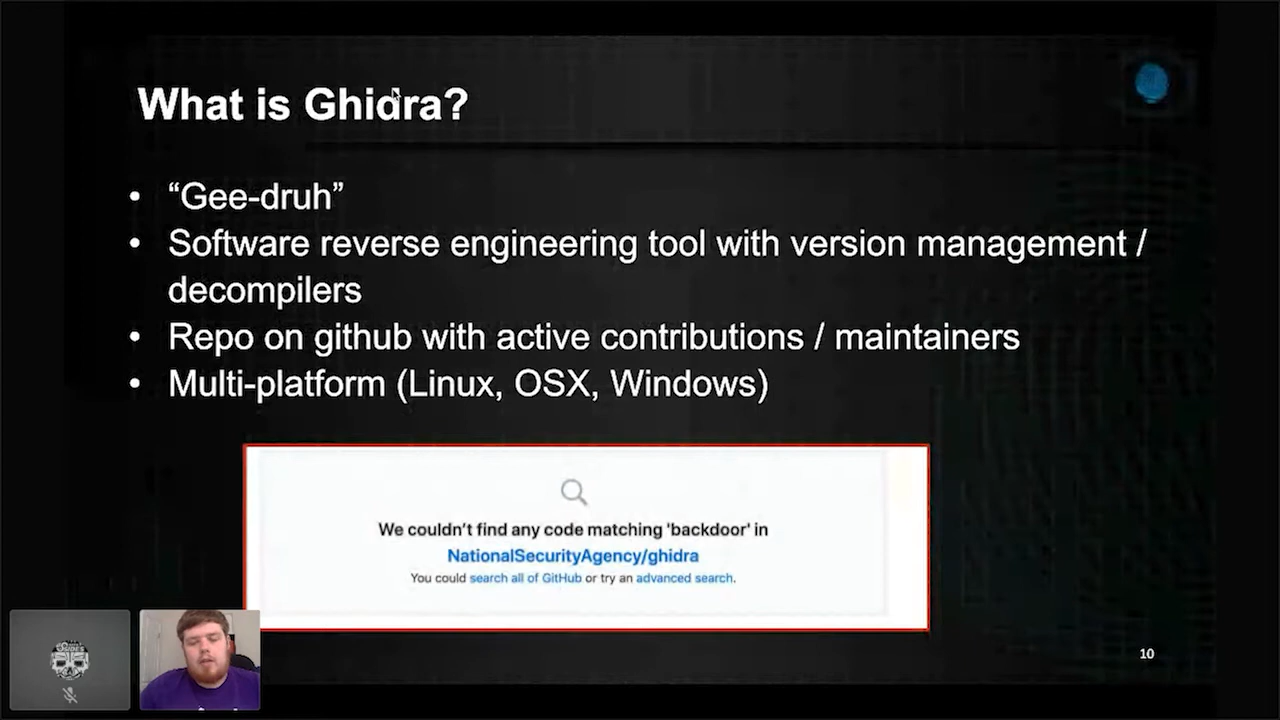 What is Ghidra?
• “Gee-druh”
• Software reverse engineering tool with version management /
decompilers
• Repo on github with active contributions / maintainers
• Multi-platform (Linux, OSX, Windows)
We couldn't find any code matching 'backdoor' in
NationalSecurityAgency/ghidra
You could search all of GitHub or try an advanced search.
10